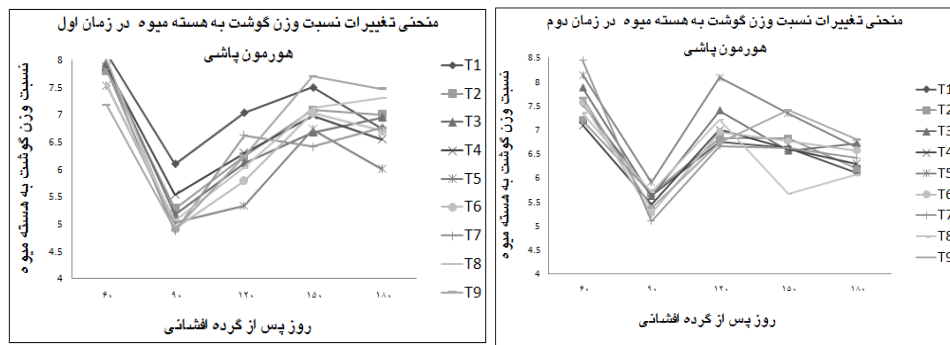 منحنی تغییرات نسبت وزن گوشت به هسته میوه در زمان اول
هورمون پاشی
نسبت وزن گوشت به هسته میوه
8
7.5
7
6.5
6
5.5
5
4.5
4
۶۰ ۹۰ ۱۲۰ ۱۵۰ ۱۸۰
روز پس از گرده افشانی
T1
T2
T3
T4
T5
T6
T7
T8
T9
منحنی تغییرات نسبت وزن گوشت به هسته میوه در زمان دوم
هورمون پاشی
نسبت وزن گوشت به هسته میوه
8.5
8
7.5
7
6.5
6
5.5
5
4.5
4
۶۰ ۹۰ ۱۲۰ ۱۵۰ ۱۸۰
روز پس از گرده افشانی
T1
T2
T3
T4
T5
T6
T7
T8
T9